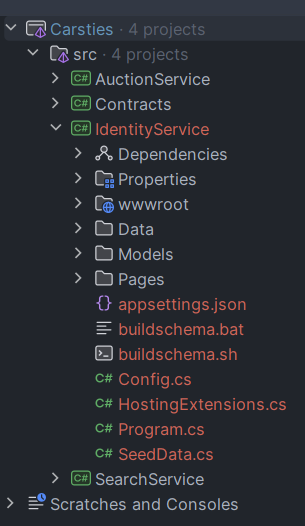 Carsties · 4 projects
src · 4 projects
C# AuctionService
C# Contracts
C# IdentityService
Dependencies
Properties
wwwroot
Data
Models
Pages
{} appsettings.json
buildschema.bat
buildschema.sh
C# Config.cs
C# HostingExtensions.cs
C# Program.cs
C# SeedData.cs
C# SearchService
Scratches and Consoles